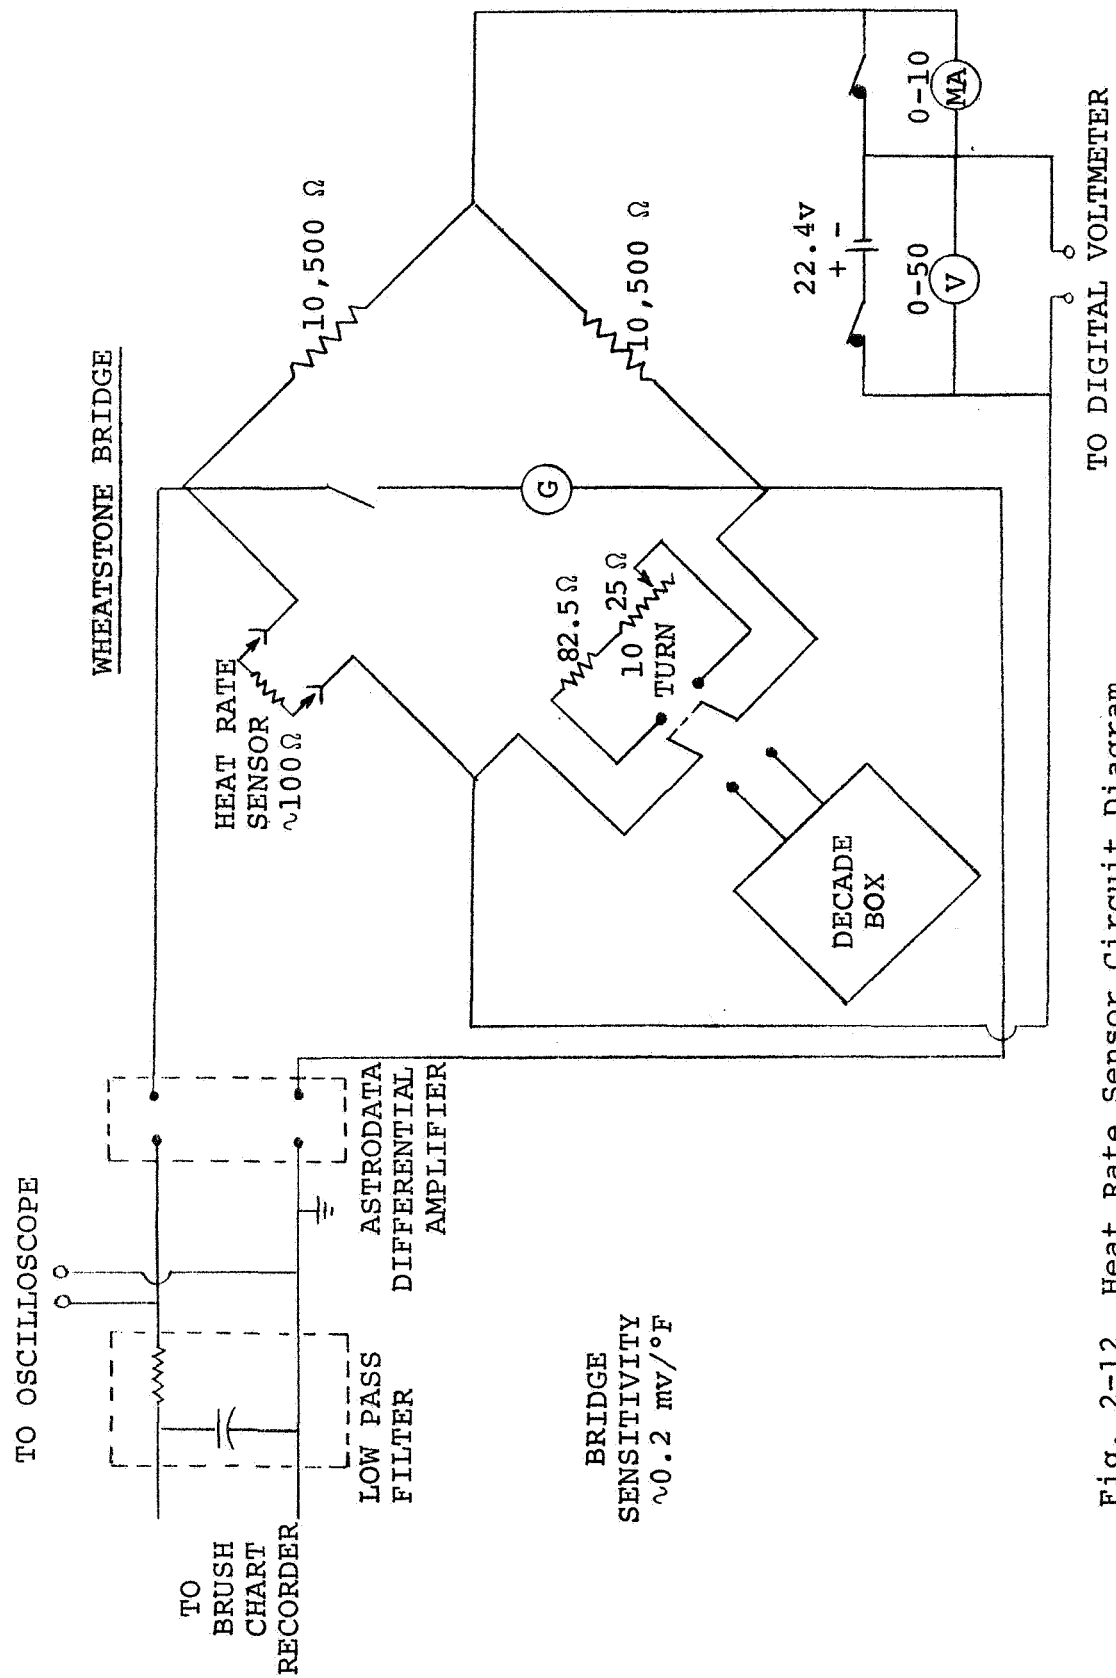 WHEATSTONE BRIDGE
TO OSCILLOSCOPE
TO
BRUSH
CHART
RECORDER
LOW PASS
FILTER
ASTRODATA
DIFFERENTIAL
AMPLIFIER
HEAT RATE
SENSOR
~100Ω
10,500 Ω
10,500 Ω
G
82.5Ω
25Ω
10
TURN
DECADE
BOX
BRIDGE
SENSITIVITY
~0.2 mv/°F
22.4v
+ -
0-50
V
0-10
MA
TO DIGITAL VOLTMETER
Fig. 2-12 Heat Rate Sensor Circuit Diagram